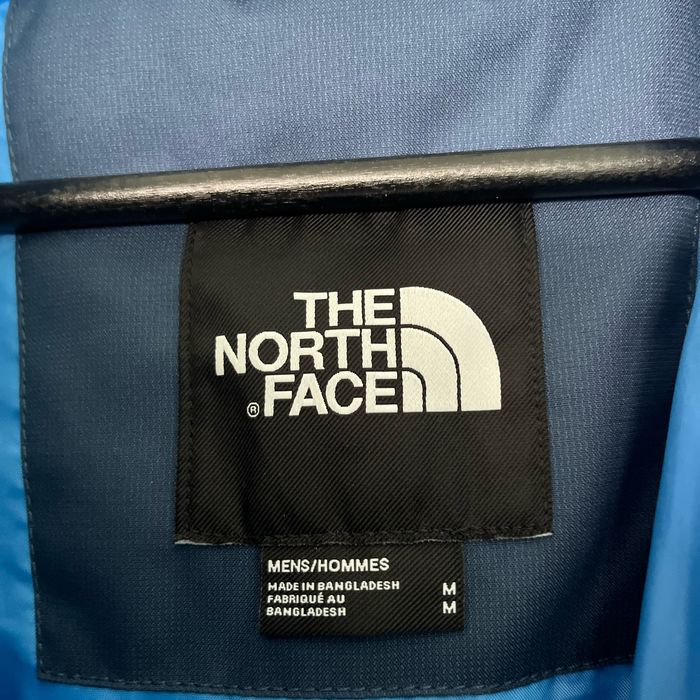 THE
NORTH
® FACE
MENS/HOMMES
MADE IN BANGLADESH M
FABRIQUÉ AU M
BANGLADESH